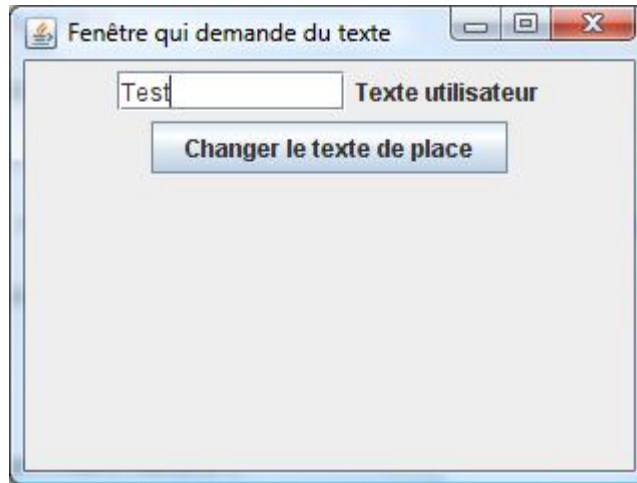 Fenêtre qui demande du texte
Test Texte utilisateur
Changer le texte de place